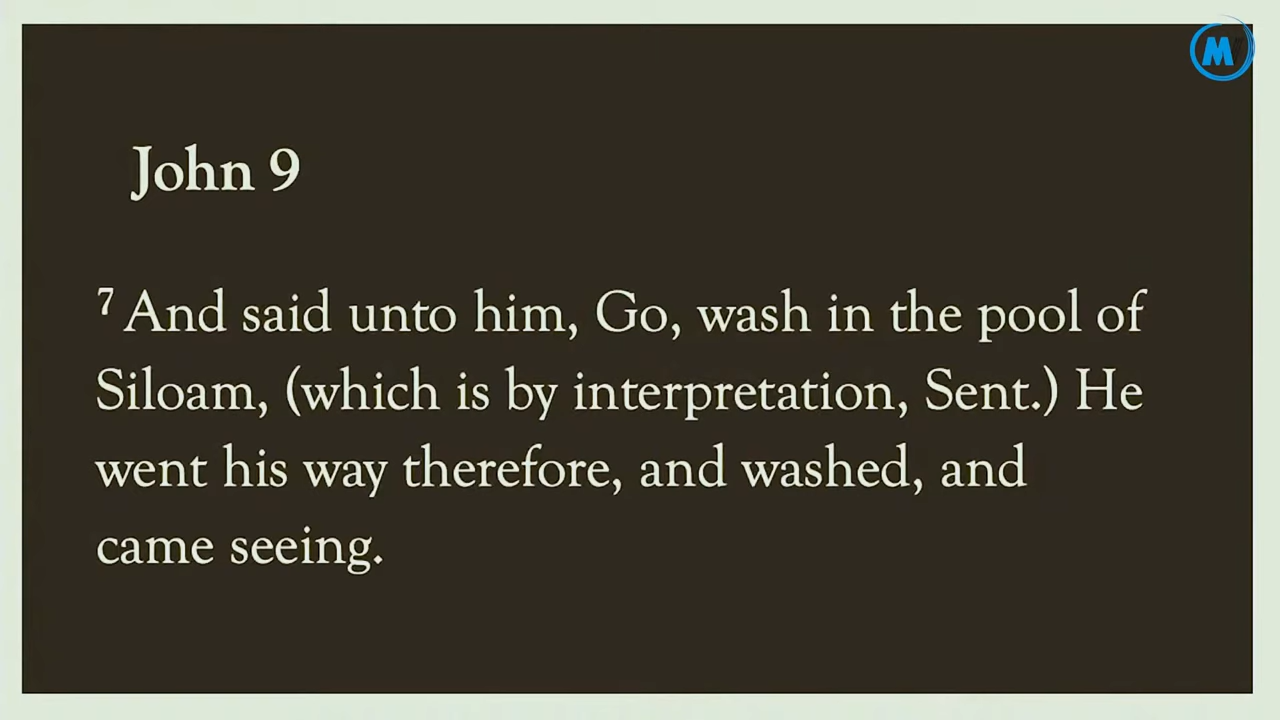 John 9
⁷ And said unto him, Go, wash in the pool of
Siloam, (which is by interpretation, Sent.) He
went his way therefore, and washed, and
came seeing.